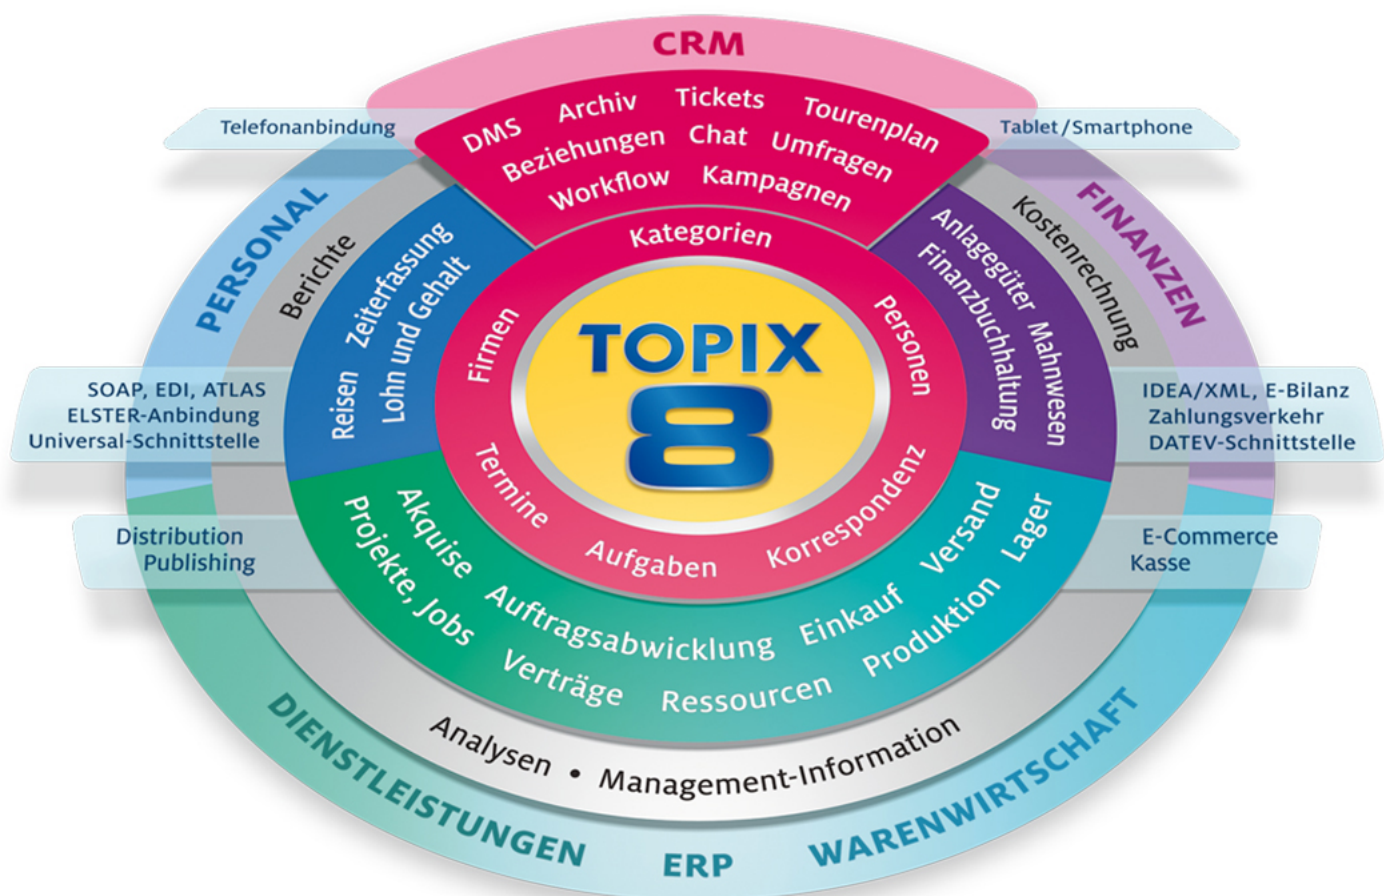 CRM
DMS Archiv Tickets Tourenplan
Beziehungen Chat Umfragen
Workflow Kampagnen
Telefonanbindung
Tablet/Smartphone
PERSONAL
Berichte
Zeiterfassung
Reisen
Lohn und Gehalt
FINANZEN
Kostenrechnung
Anlagegüter Mahnwesen
Finanzbuchhaltung
Kategorien
Firmen
Personen
TOPIX
8
Termine
Aufgaben
Korrespondenz
SOAP, EDI, ATLAS
ELSTER-Anbindung
Universal-Schnittstelle
IDEA/XML, E-Bilanz
Zahlungsverkehr
DATEV-Schnittstelle
Distribution
Publishing
E-Commerce
Kasse
Akquise Auftragsabwicklung Einkauf Versand
Projekte, Jobs Verträge Ressourcen Produktion Lager
Analysen • Management-Information
DIENSTLEISTUNGEN
ERP
WARENWIRTSCHAFT